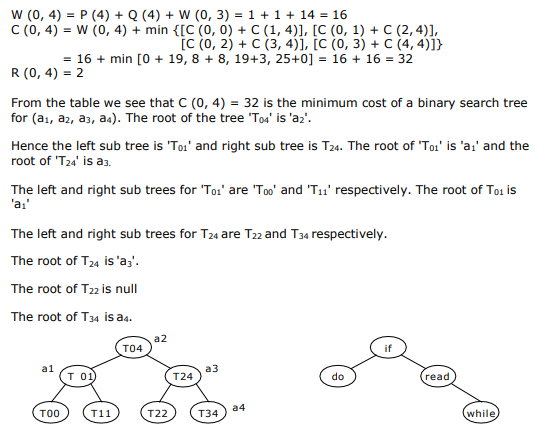 W (0, 4) = P (4) + Q (4) + W (0, 3) = 1 + 1 + 14 = 16
C (0, 4) = W (0, 4) + min {[C (0, 0) + C (1, 4)], [C (0, 1) + C (2, 4)],
[C (0, 2) + C (3, 4)], [C (0, 3) + C (4, 4)]}
= 16 + min [0 + 19, 8 + 8, 19+3, 25+0] = 16 + 16 = 32
R (0, 4) = 2
From the table we see that C (0, 4) = 32 is the minimum cost of a binary search tree
for (a₁, a₂, a₃, a₄). The root of the tree 'T₀₄' is 'a₂'.
Hence the left sub tree is 'T₀₁' and right sub tree is T₂₄. The root of 'T₀₁' is 'a₁' and the
root of 'T₂₄' is a₃.
The left and right sub trees for 'T₀₁' are 'T₀₀' and 'T₁₁' respectively. The root of T₀₁ is
'a₁'
The left and right sub trees for T₂₄ are T₂₂ and T₃₄ respectively.
The root of T₂₄ is 'a₃'.
The root of T₂₂ is null
The root of T₃₄ is a₄.
T04 a2
if
a1 T 01
T24 a3
do
read
T00
T11
T22
T34 a4
while